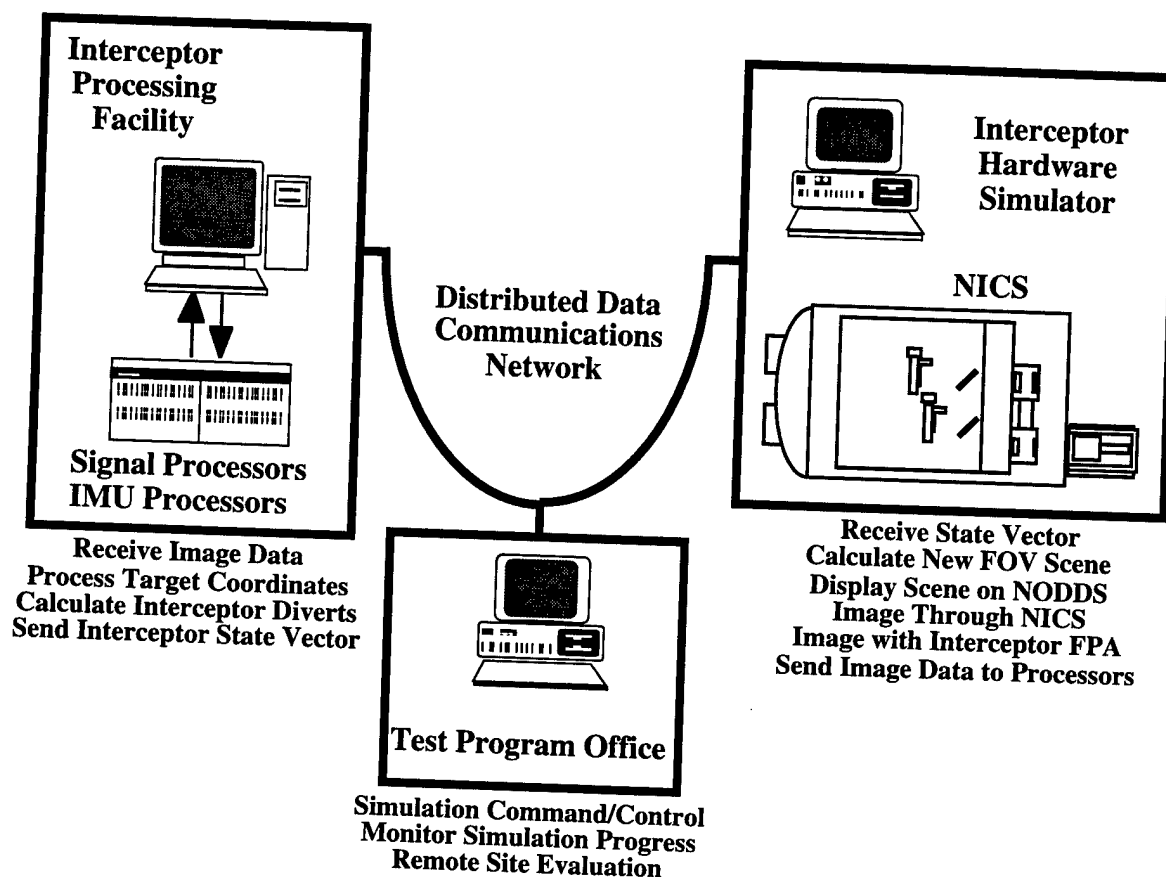 Interceptor
Processing
Facility
Signal Processors
IMU Processors
Receive Image Data
Process Target Coordinates
Calculate Interceptor Diverts
Send Interceptor State Vector
Distributed Data
Communications
Network
Test Program Office
Simulation Command/Control
Monitor Simulation Progress
Remote Site Evaluation
Interceptor
Hardware
Simulator
NICS
Receive State Vector
Calculate New FOV Scene
Display Scene on NODDS
Image Through NICS
Image with Interceptor FPA
Send Image Data to Processors